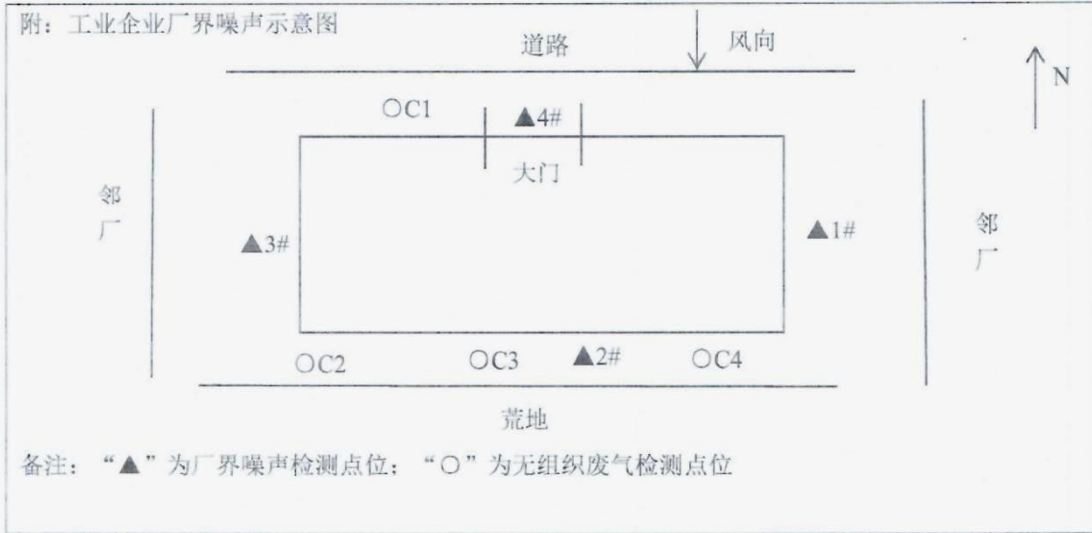 附：工业企业厂界噪声示意图
道路
风向
N
○C1
▲4#
大门
邻厂
▲3#
▲1#
邻厂
○C2
○C3
▲2#
○C4
荒地
备注：“▲”为厂界噪声检测点位；“○”为无组织废气检测点位